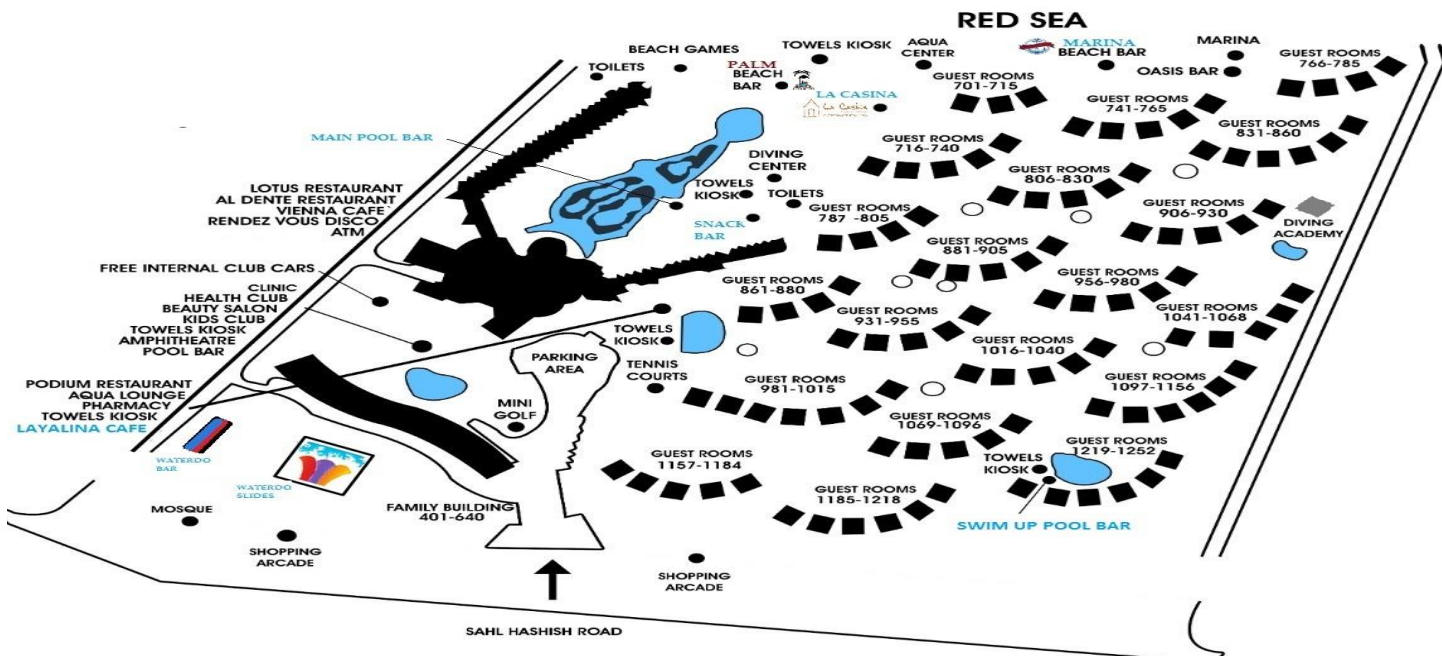 RED SEA
BEACH GAMES
TOWELS KIOSK
AQUA
CENTER
MARINA
BEACH BAR
MARINA
OASIS BAR
GUEST ROOMS
766-785
TOILETS
PALM
BEACH
BAR
LA CASINA
La Casina
GUEST ROOMS
701-715
GUEST ROOMS
741-765
GUEST ROOMS
831-860
MAIN POOL BAR
GUEST ROOMS
716-740
DIVING
CENTER
TOWELS
KIOSK
TOILETS
GUEST ROOMS
806-830
LOTUS RESTAURANT
AL DENTE RESTAURANT
VIENNA CAFE`
RENDEZ VOUS DISCO
ATM
SNACK
BAR
GUEST ROOMS
787 -805
GUEST ROOMS
906-930
DIVING
ACADEMY
GUEST ROOMS
881-905
FREE INTERNAL CLUB CARS
GUEST ROOMS
861-880
GUEST ROOMS
956-980
CLINIC
HEALTH CLUB
BEAUTY SALON
KIDS CLUB
TOWELS KIOSK
AMPHITHEATRE
POOL BAR
GUEST ROOMS
931-955
GUEST ROOMS
1041-1068
TOWELS
KIOSK
PARKING
AREA
GUEST ROOMS
1016-1040
TENNIS
COURTS
GUEST ROOMS
981-1015
GUEST ROOMS
1097-1156
PODIUM RESTAURANT
AQUA LOUNGE
PHARMACY
TOWELS KIOSK
LAYALINA CAFE
MINI
GOLF
GUEST ROOMS
1069-1096
GUEST ROOMS
1219-1252
WATERDO
BAR
WATERDO
SLIDES
GUEST ROOMS
1157-1184
TOWELS
KIOSK
GUEST ROOMS
1185-1218
SWIM UP POOL BAR
MOSQUE
FAMILY BUILDING
401-640
SHOPPING
ARCADE
SHOPPING
ARCADE
SAHL HASHISH ROAD